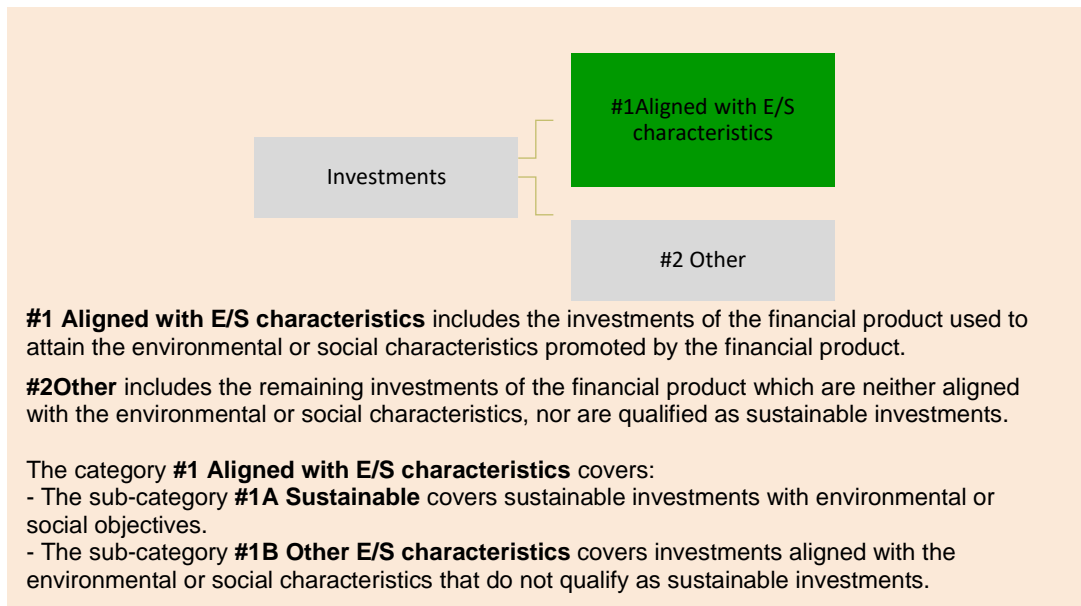 #1Aligned with E/S
characteristics
Investments
#2 Other
#1 Aligned with E/S characteristics includes the investments of the financial product used to
attain the environmental or social characteristics promoted by the financial product.
#2Other includes the remaining investments of the financial product which are neither aligned
with the environmental or social characteristics, nor are qualified as sustainable investments.
The category #1 Aligned with E/S characteristics covers:
- The sub-category #1A Sustainable covers sustainable investments with environmental or
social objectives.
- The sub-category #1B Other E/S characteristics covers investments aligned with the
environmental or social characteristics that do not qualify as sustainable investments.